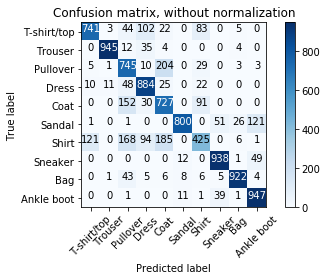 Confusion matrix, without normalization
True label
T-shirt/top 741 3 44 102 22 0 83 0 5 0
Trouser 0 945 12 35 4 0 0 0 4 0
Pullover 5 1 745 10 204 0 29 0 3 3
Dress 10 11 48 884 25 0 22 0 0 0
Coat 0 0 152 30 727 0 91 0 0 0
Sandal 1 0 1 0 0 800 0 51 26 121
Shirt 121 0 168 94 185 0 425 0 6 1
Sneaker 0 0 0 0 0 12 0 938 1 49
Bag 0 1 43 5 6 8 6 5 922 4
Ankle boot 0 0 1 0 0 11 1 39 1 947
T-shirt/top
Trouser
Pullover
Dress
Coat
Sandal
Shirt
Sneaker
Bag
Ankle boot
Predicted label
800
600
400
200
0